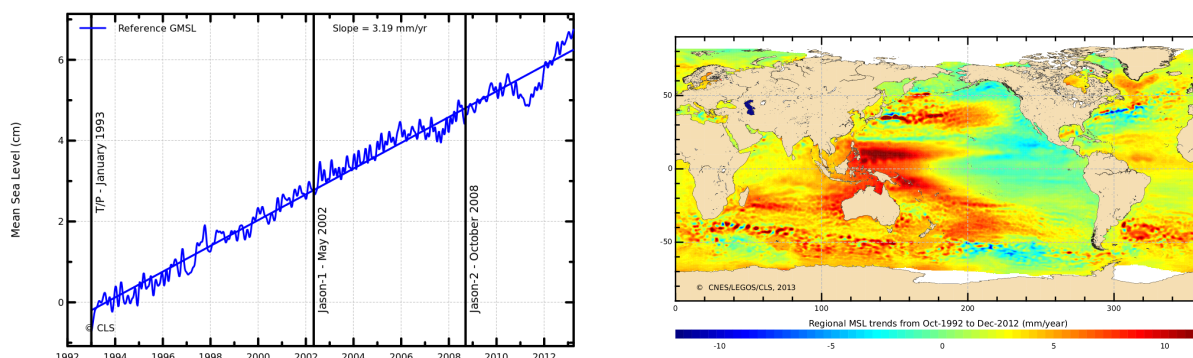 Reference GMSL
Slope = 3.19 mm/yr
Mean Sea Level (cm)
6
4
2
0
T/P - January 1993
Jason-1 - May 2002
Jason-2 - October 2008
© CLS
1992 1994 1996 1998 2000 2002 2004 2006 2008 2010 2012
50
0
-50
© CNES/LEGOS/CLS, 2013
0 100 200 300
Regional MSL trends from Oct-1992 to Dec-2012 (mm/year)
-10 -5 0 5 10